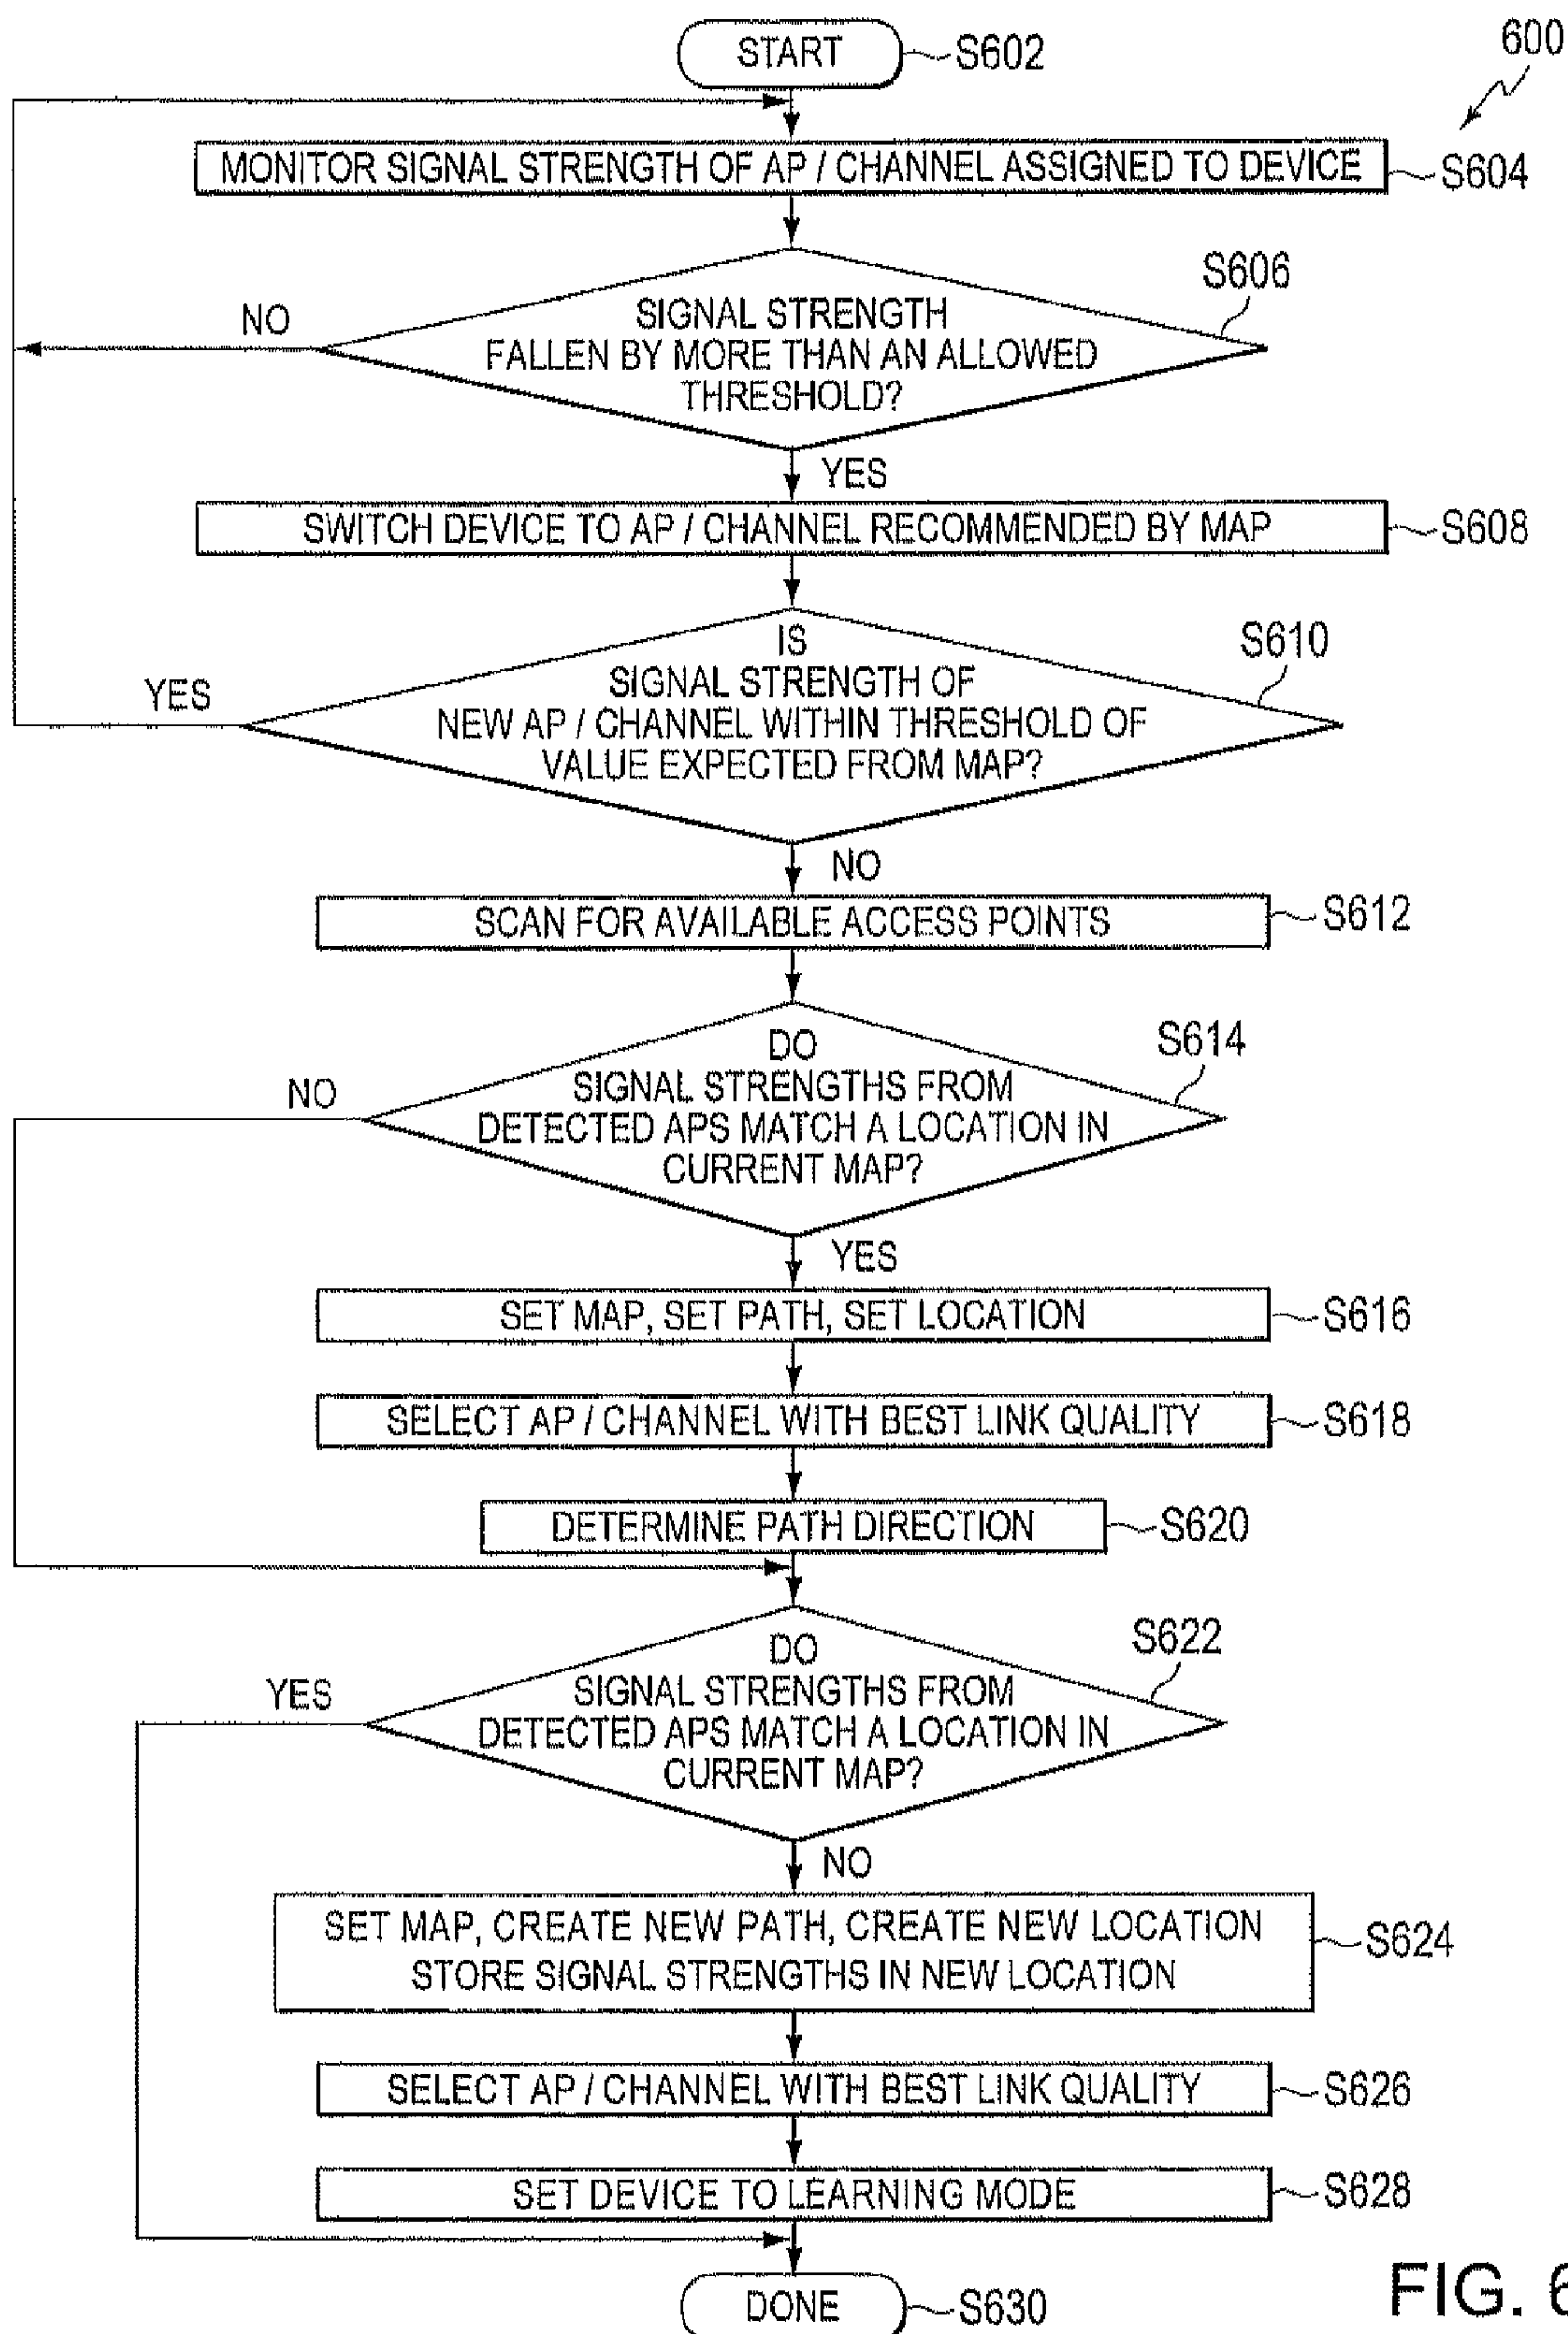 START
S602
600
MONITOR SIGNAL STRENGTH OF AP / CHANNEL ASSIGNED TO DEVICE
S604
S606
SIGNAL STRENGTH
FALLEN BY MORE THAN AN ALLOWED
THRESHOLD?
NO
YES
SWITCH DEVICE TO AP / CHANNEL RECOMMENDED BY MAP
S608
S610
IS
SIGNAL STRENGTH OF
NEW AP / CHANNEL WITHIN THRESHOLD OF
VALUE EXPECTED FROM MAP?
YES
NO
SCAN FOR AVAILABLE ACCESS POINTS
S612
S614
DO
SIGNAL STRENGTHS FROM
DETECTED APS MATCH A LOCATION IN
CURRENT MAP?
NO
YES
SET MAP, SET PATH, SET LOCATION
S616
SELECT AP / CHANNEL WITH BEST LINK QUALITY
S618
DETERMINE PATH DIRECTION
S620
S622
DO
SIGNAL STRENGTHS FROM
DETECTED APS MATCH A LOCATION IN
CURRENT MAP?
YES
NO
SET MAP, CREATE NEW PATH, CREATE NEW LOCATION
STORE SIGNAL STRENGTHS IN NEW LOCATION
S624
SELECT AP / CHANNEL WITH BEST LINK QUALITY
S626
SET DEVICE TO LEARNING MODE
S628
DONE
S630
FIG. 6